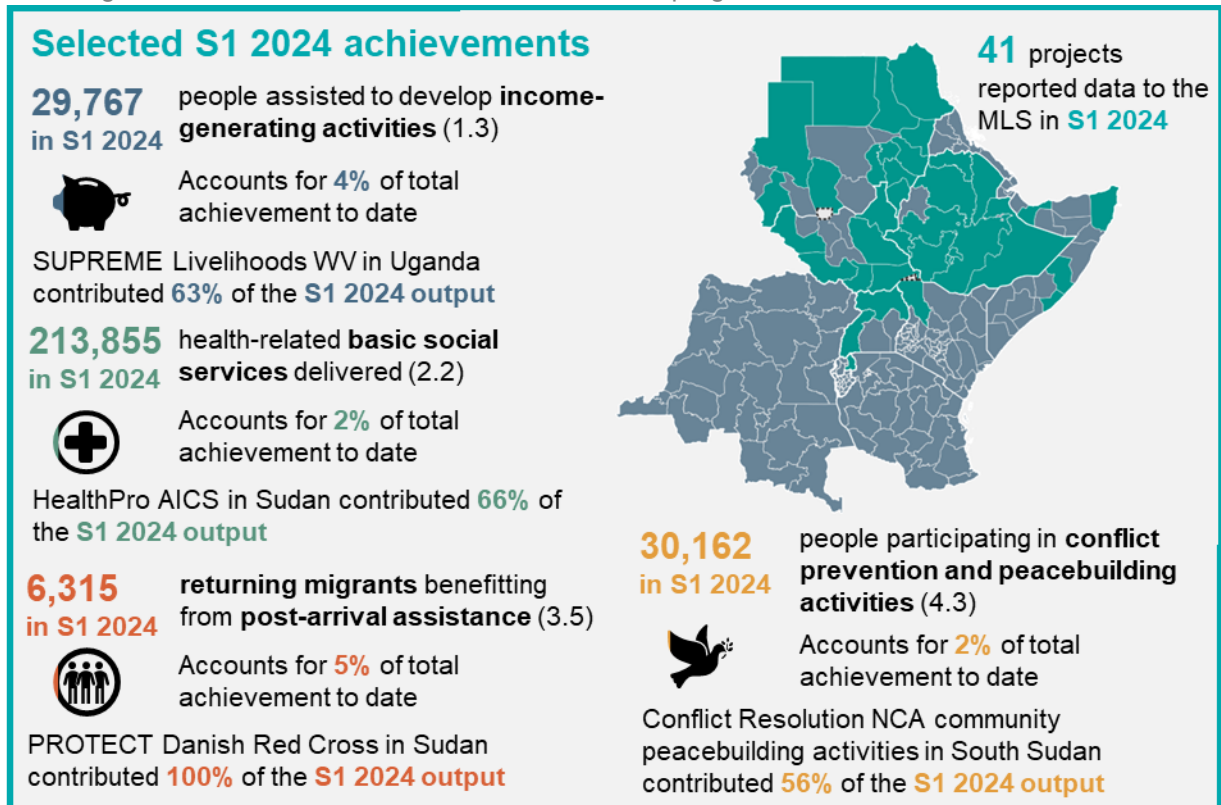 Selected S1 2024 achievements
29,767
in S1 2024
people assisted to develop income-
generating activities (1.3)
Accounts for 4% of total
achievement to date
SUPREME Livelihoods WV in Uganda
contributed 63% of the S1 2024 output
213,855
in S1 2024
health-related basic social
services delivered (2.2)
Accounts for 2% of total
achievement to date
HealthPro AICS in Sudan contributed 66% of
the S1 2024 output
6,315
in S1 2024
returning migrants benefitting
from post-arrival assistance (3.5)
Accounts for 5% of total
achievement to date
PROTECT Danish Red Cross in Sudan
contributed 100% of the S1 2024 output
41 projects
reported data to the
MLS in S1 2024
30,162
in S1 2024
people participating in conflict
prevention and peacebuilding
activities (4.3)
Accounts for 2% of total
achievement to date
Conflict Resolution NCA community
peacebuilding activities in South Sudan
contributed 56% of the S1 2024 output